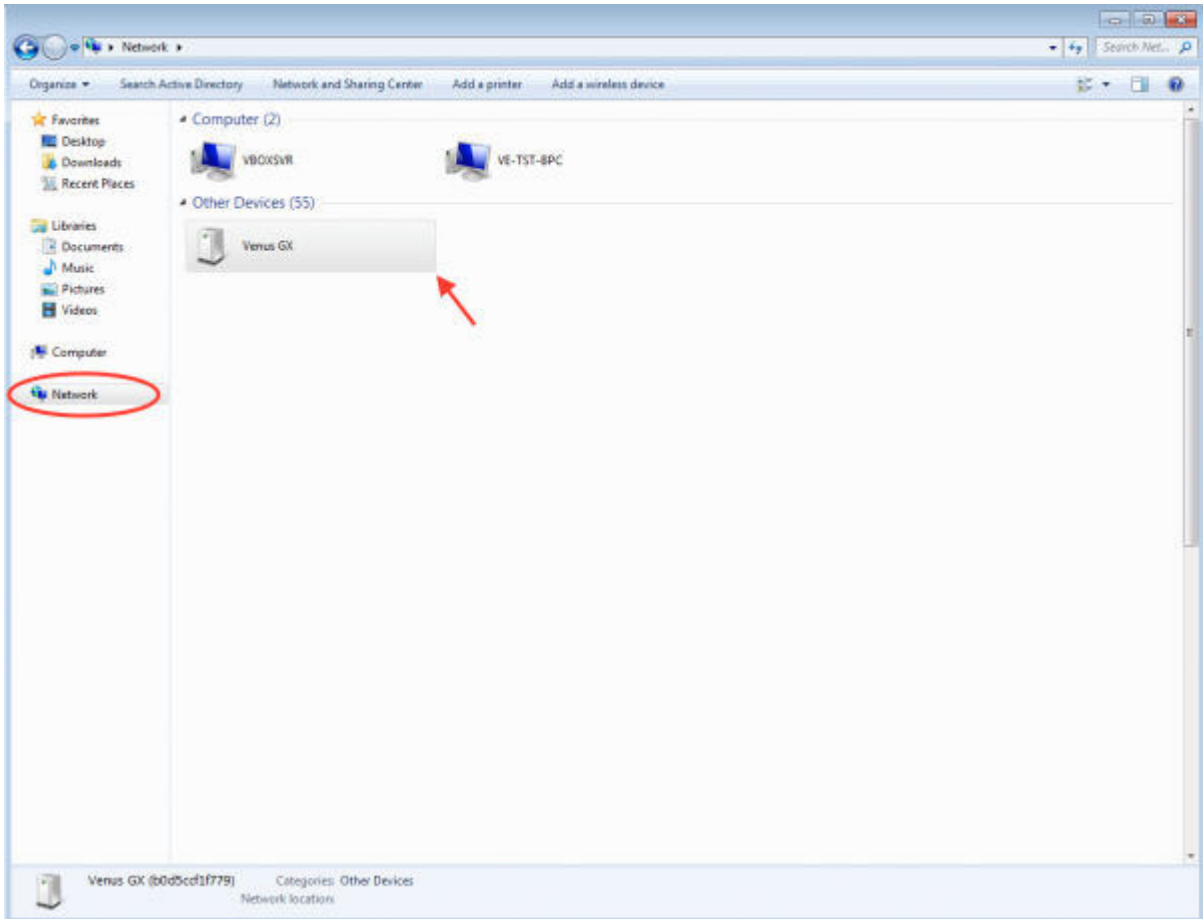 Network
Search Net...
Organize
Search Active Directory
Network and Sharing Center
Add a printer
Add a wireless device
Favorites
Desktop
Downloads
Recent Places
Libraries
Documents
Music
Pictures
Videos
Computer
Network
Computer (2)
VBOXSVR
VE-TST-8PC
Other Devices (55)
Venus GX
Venus GX (b0d5ccf1f779)
Categories: Other Devices
Network location: